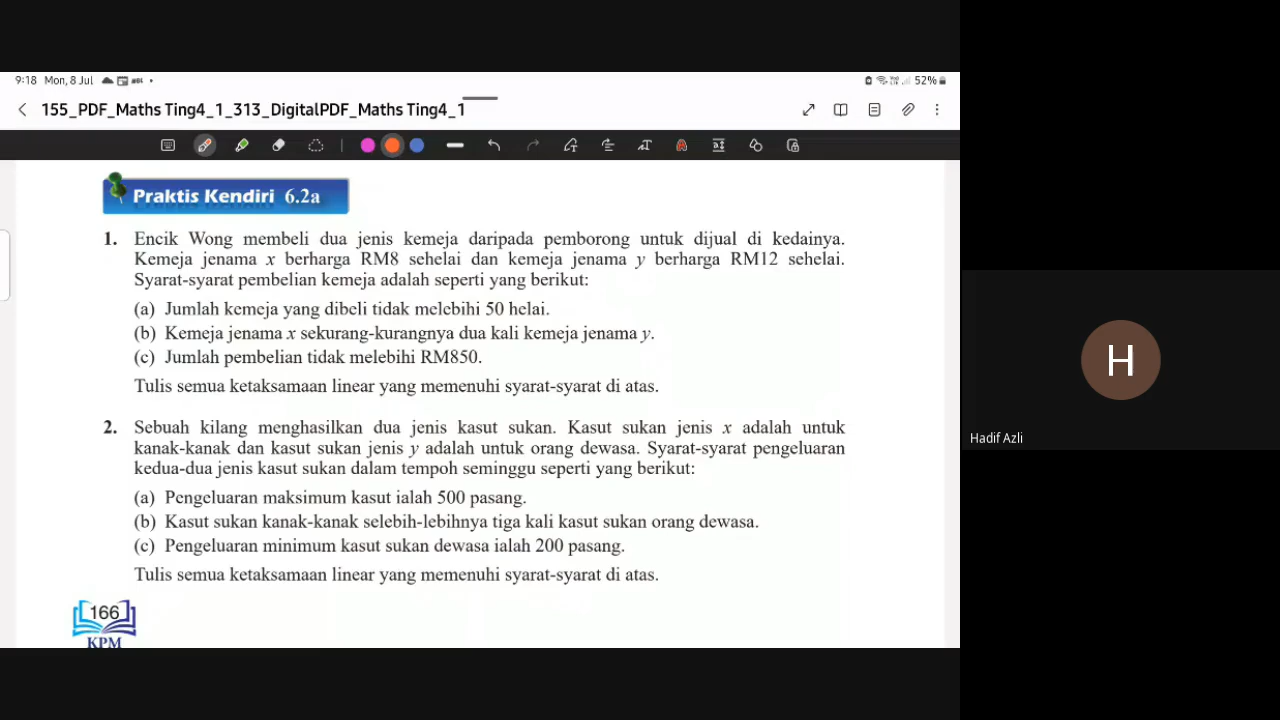 9:18 Mon, 8 Jul
52%
155_PDF_Maths Ting4_1_313_DigitalPDF_Maths Ting4_1
Praktis Kendiri 6.2a
1. Encik Wong membeli dua jenis kemeja daripada pemborong untuk dijual di kedainya.
Kemeja jenama x berharga RM8 sehelai dan kemeja jenama y berharga RM12 sehelai.
Syarat-syarat pembelian kemeja adalah seperti yang berikut:
(a) Jumlah kemeja yang dibeli tidak melebihi 50 helai.
(b) Kemeja jenama x sekurang-kurangnya dua kali kemeja jenama y.
(c) Jumlah pembelian tidak melebihi RM850.
Tulis semua ketaksamaan linear yang memenuhi syarat-syarat di atas.
2. Sebuah kilang menghasilkan dua jenis kasut sukan. Kasut sukan jenis x adalah untuk
kanak-kanak dan kasut sukan jenis y adalah untuk orang dewasa. Syarat-syarat pengeluaran
kedua-dua jenis kasut sukan dalam tempoh seminggu seperti yang berikut:
(a) Pengeluaran maksimum kasut ialah 500 pasang.
(b) Kasut sukan kanak-kanak selebih-lebihnya tiga kali kasut sukan orang dewasa.
(c) Pengeluaran minimum kasut sukan dewasa ialah 200 pasang.
Tulis semua ketaksamaan linear yang memenuhi syarat-syarat di atas.
166
KPM
H
Hadif Azli